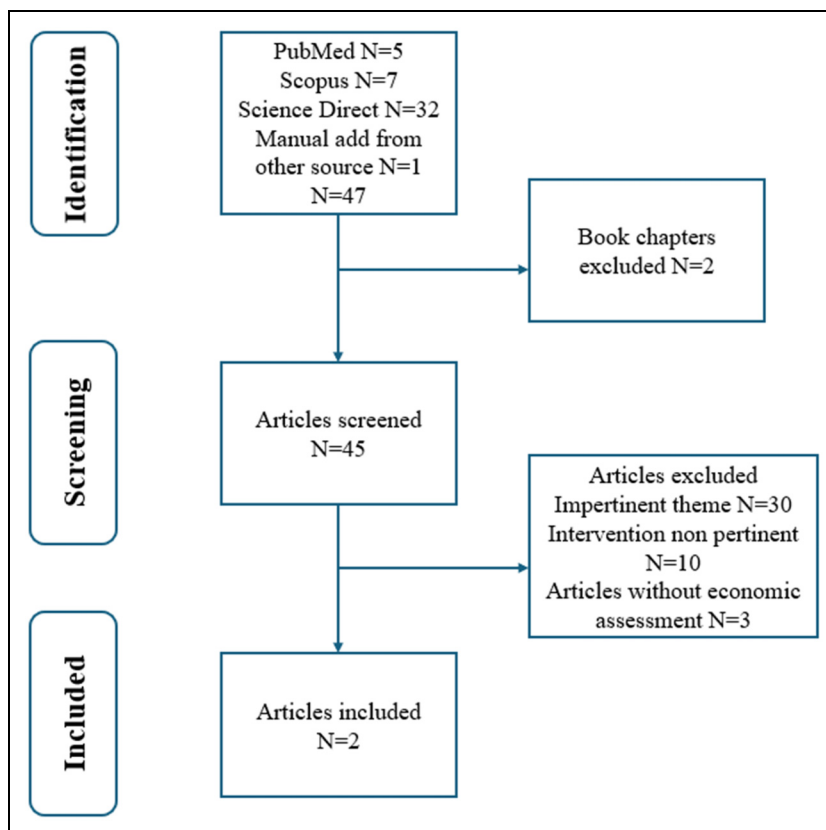 Identification
PubMed N=5
Scopus N=7
Science Direct N=32
Manual add from
other source N=1
N=47
Book chapters
excluded N=2
Screening
Articles screened
N=45
Articles excluded
Impertinent theme N=30
Intervention non pertinent
N=10
Articles without economic
assessment N=3
Included
Articles included
N=2